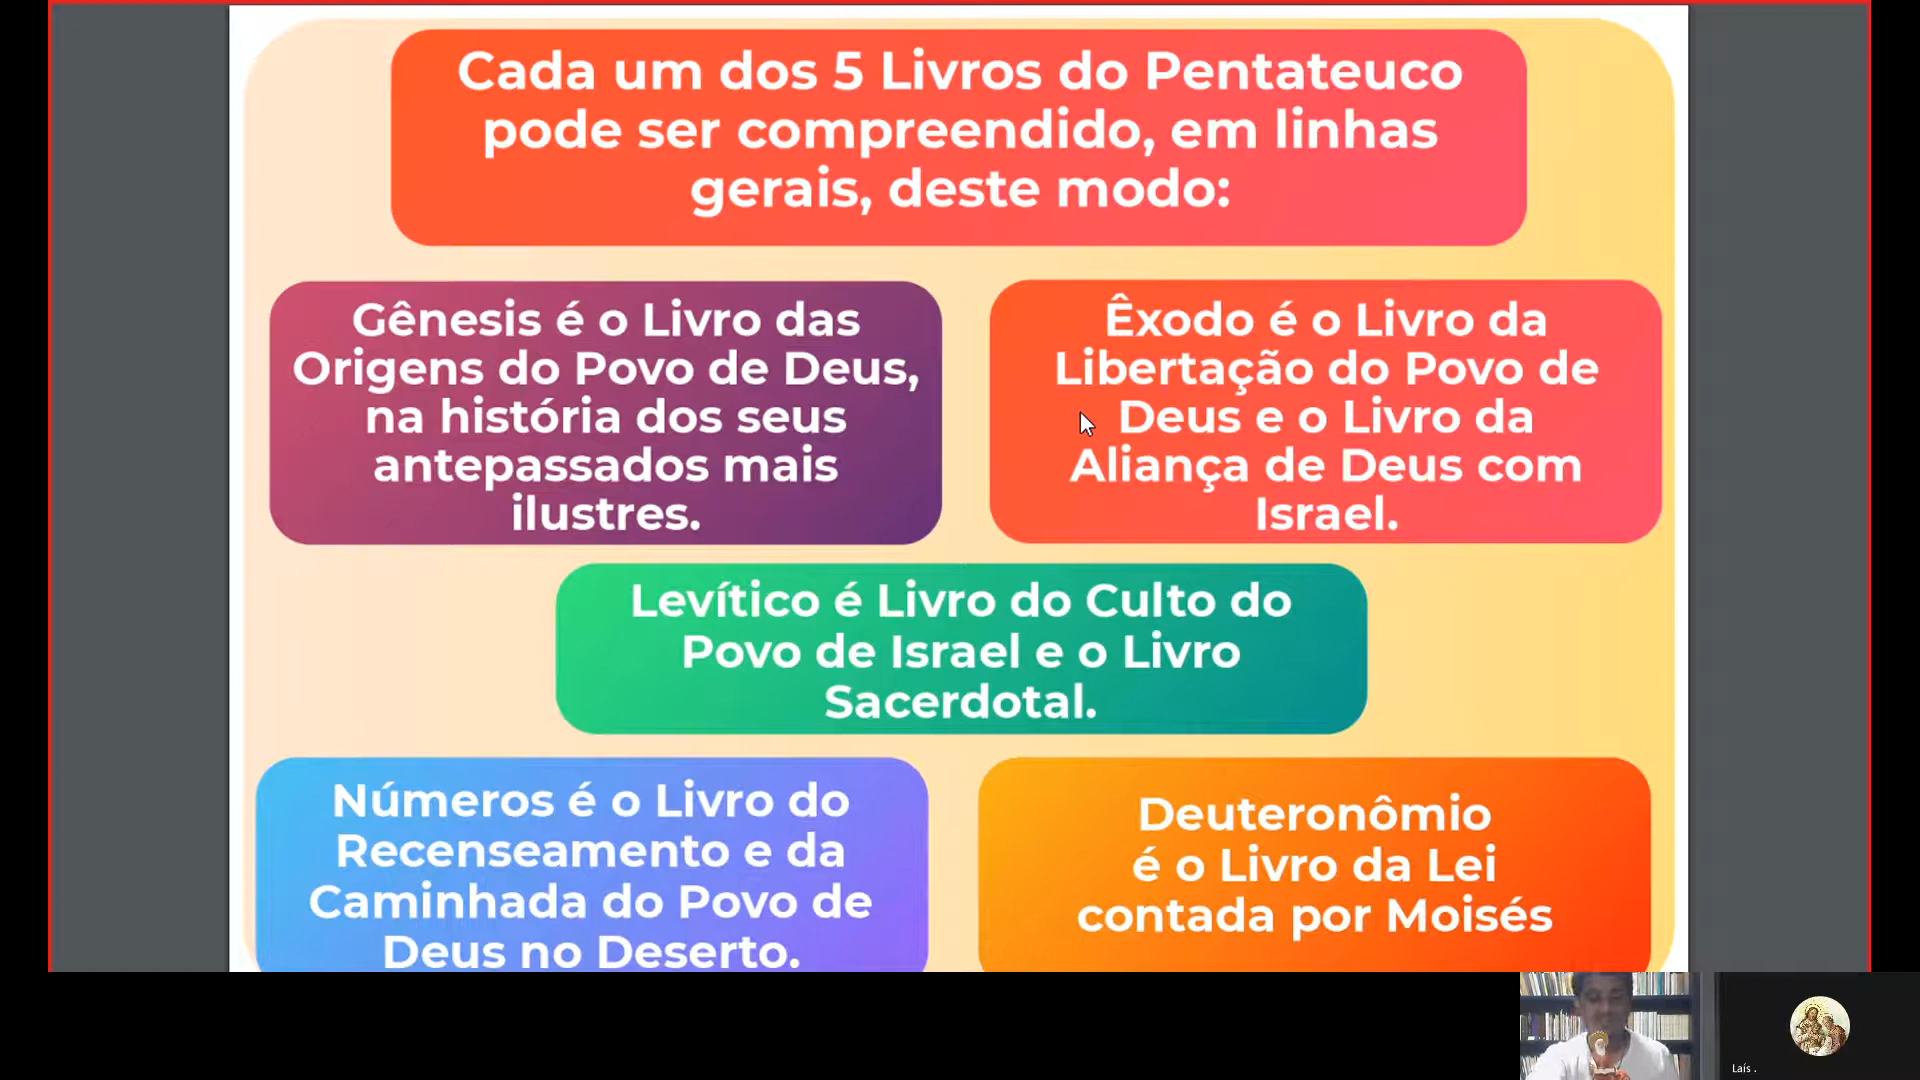 Cada um dos 5 Livros do Pentateuco
pode ser compreendido, em linhas
gerais, deste modo:
Gênesis é o Livro das
Origens do Povo de Deus,
na história dos seus
antepassados mais
ilustres.
Êxodo é o Livro da
Libertação do Povo de
Deus e o Livro da
Aliança de Deus com
Israel.
Levítico é Livro do Culto do
Povo de Israel e o Livro
Sacerdotal.
Números é o Livro do
Recenseamento e da
Caminhada do Povo de
Deus no Deserto.
Deuteronômio
é o Livro da Lei
contada por Moisés
Laís .